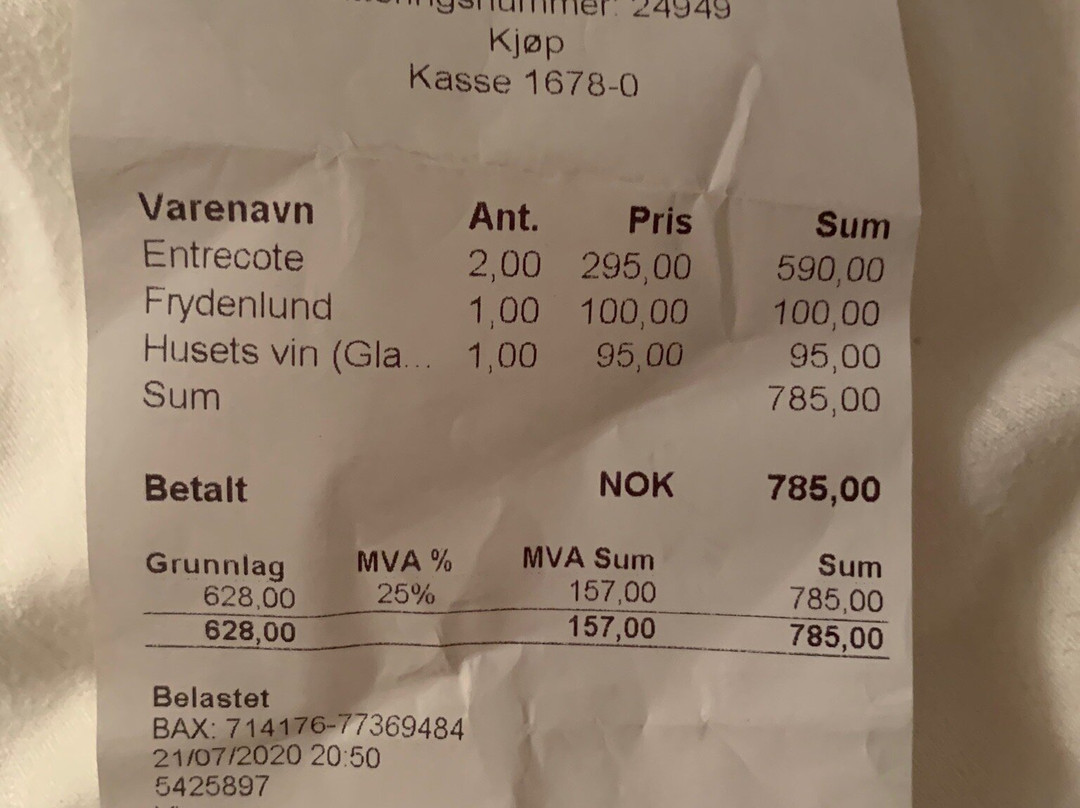 24949
Kjøp
Kasse 1678-0
Varenavn Ant. Pris Sum
Entrecote 2,00 295,00 590,00
Frydenlund 1,00 100,00 100,00
Husets vin (Gla... 1,00 95,00 95,00
Sum 785,00
Betalt NOK 785,00
Grunnlag MVA % MVA Sum Sum
628,00 25% 157,00 785,00
628,00 157,00 785,00
Belastet
BAX: 714176-77369484
21/07/2020 20:50
5425897